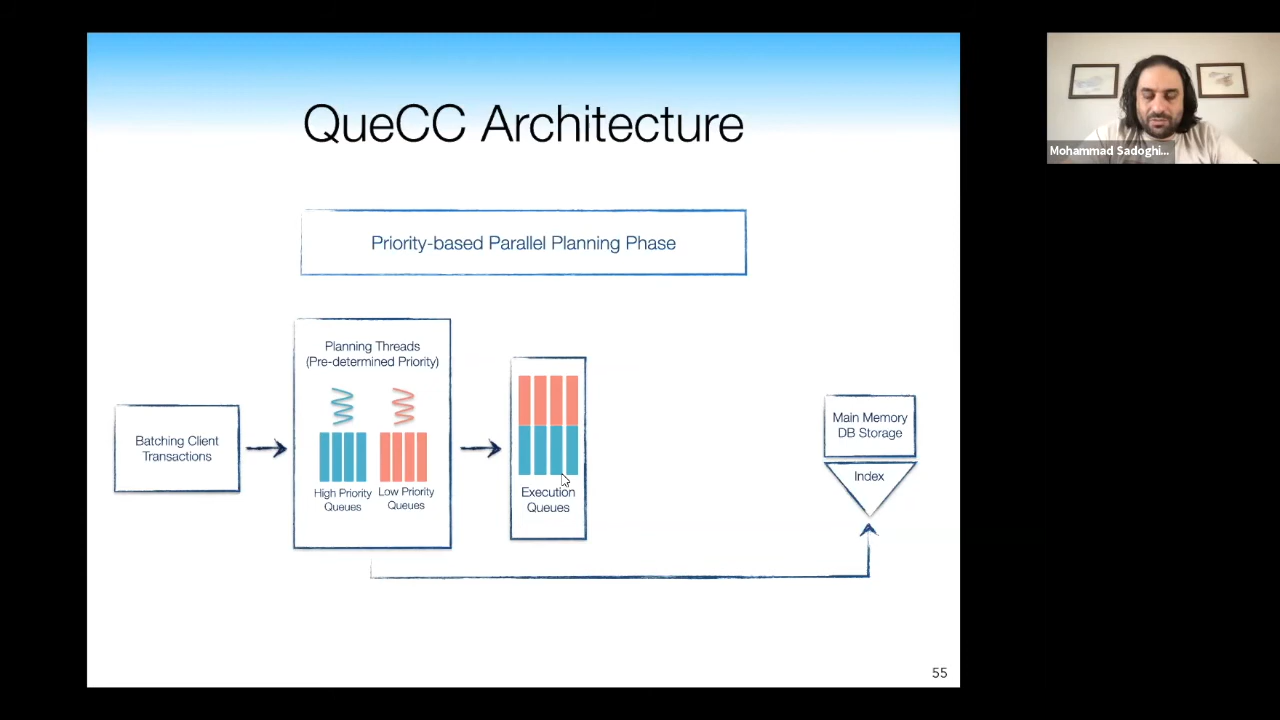 QueCC Architecture
Mohammad Sadoghi...
Priority-based Parallel Planning Phase
Planning Threads
(Pre-determined Priority)
Batching Client
Transactions
High Priority
Queues
Low Priority
Queues
Execution
Queues
Main Memory
DB Storage
Index
55